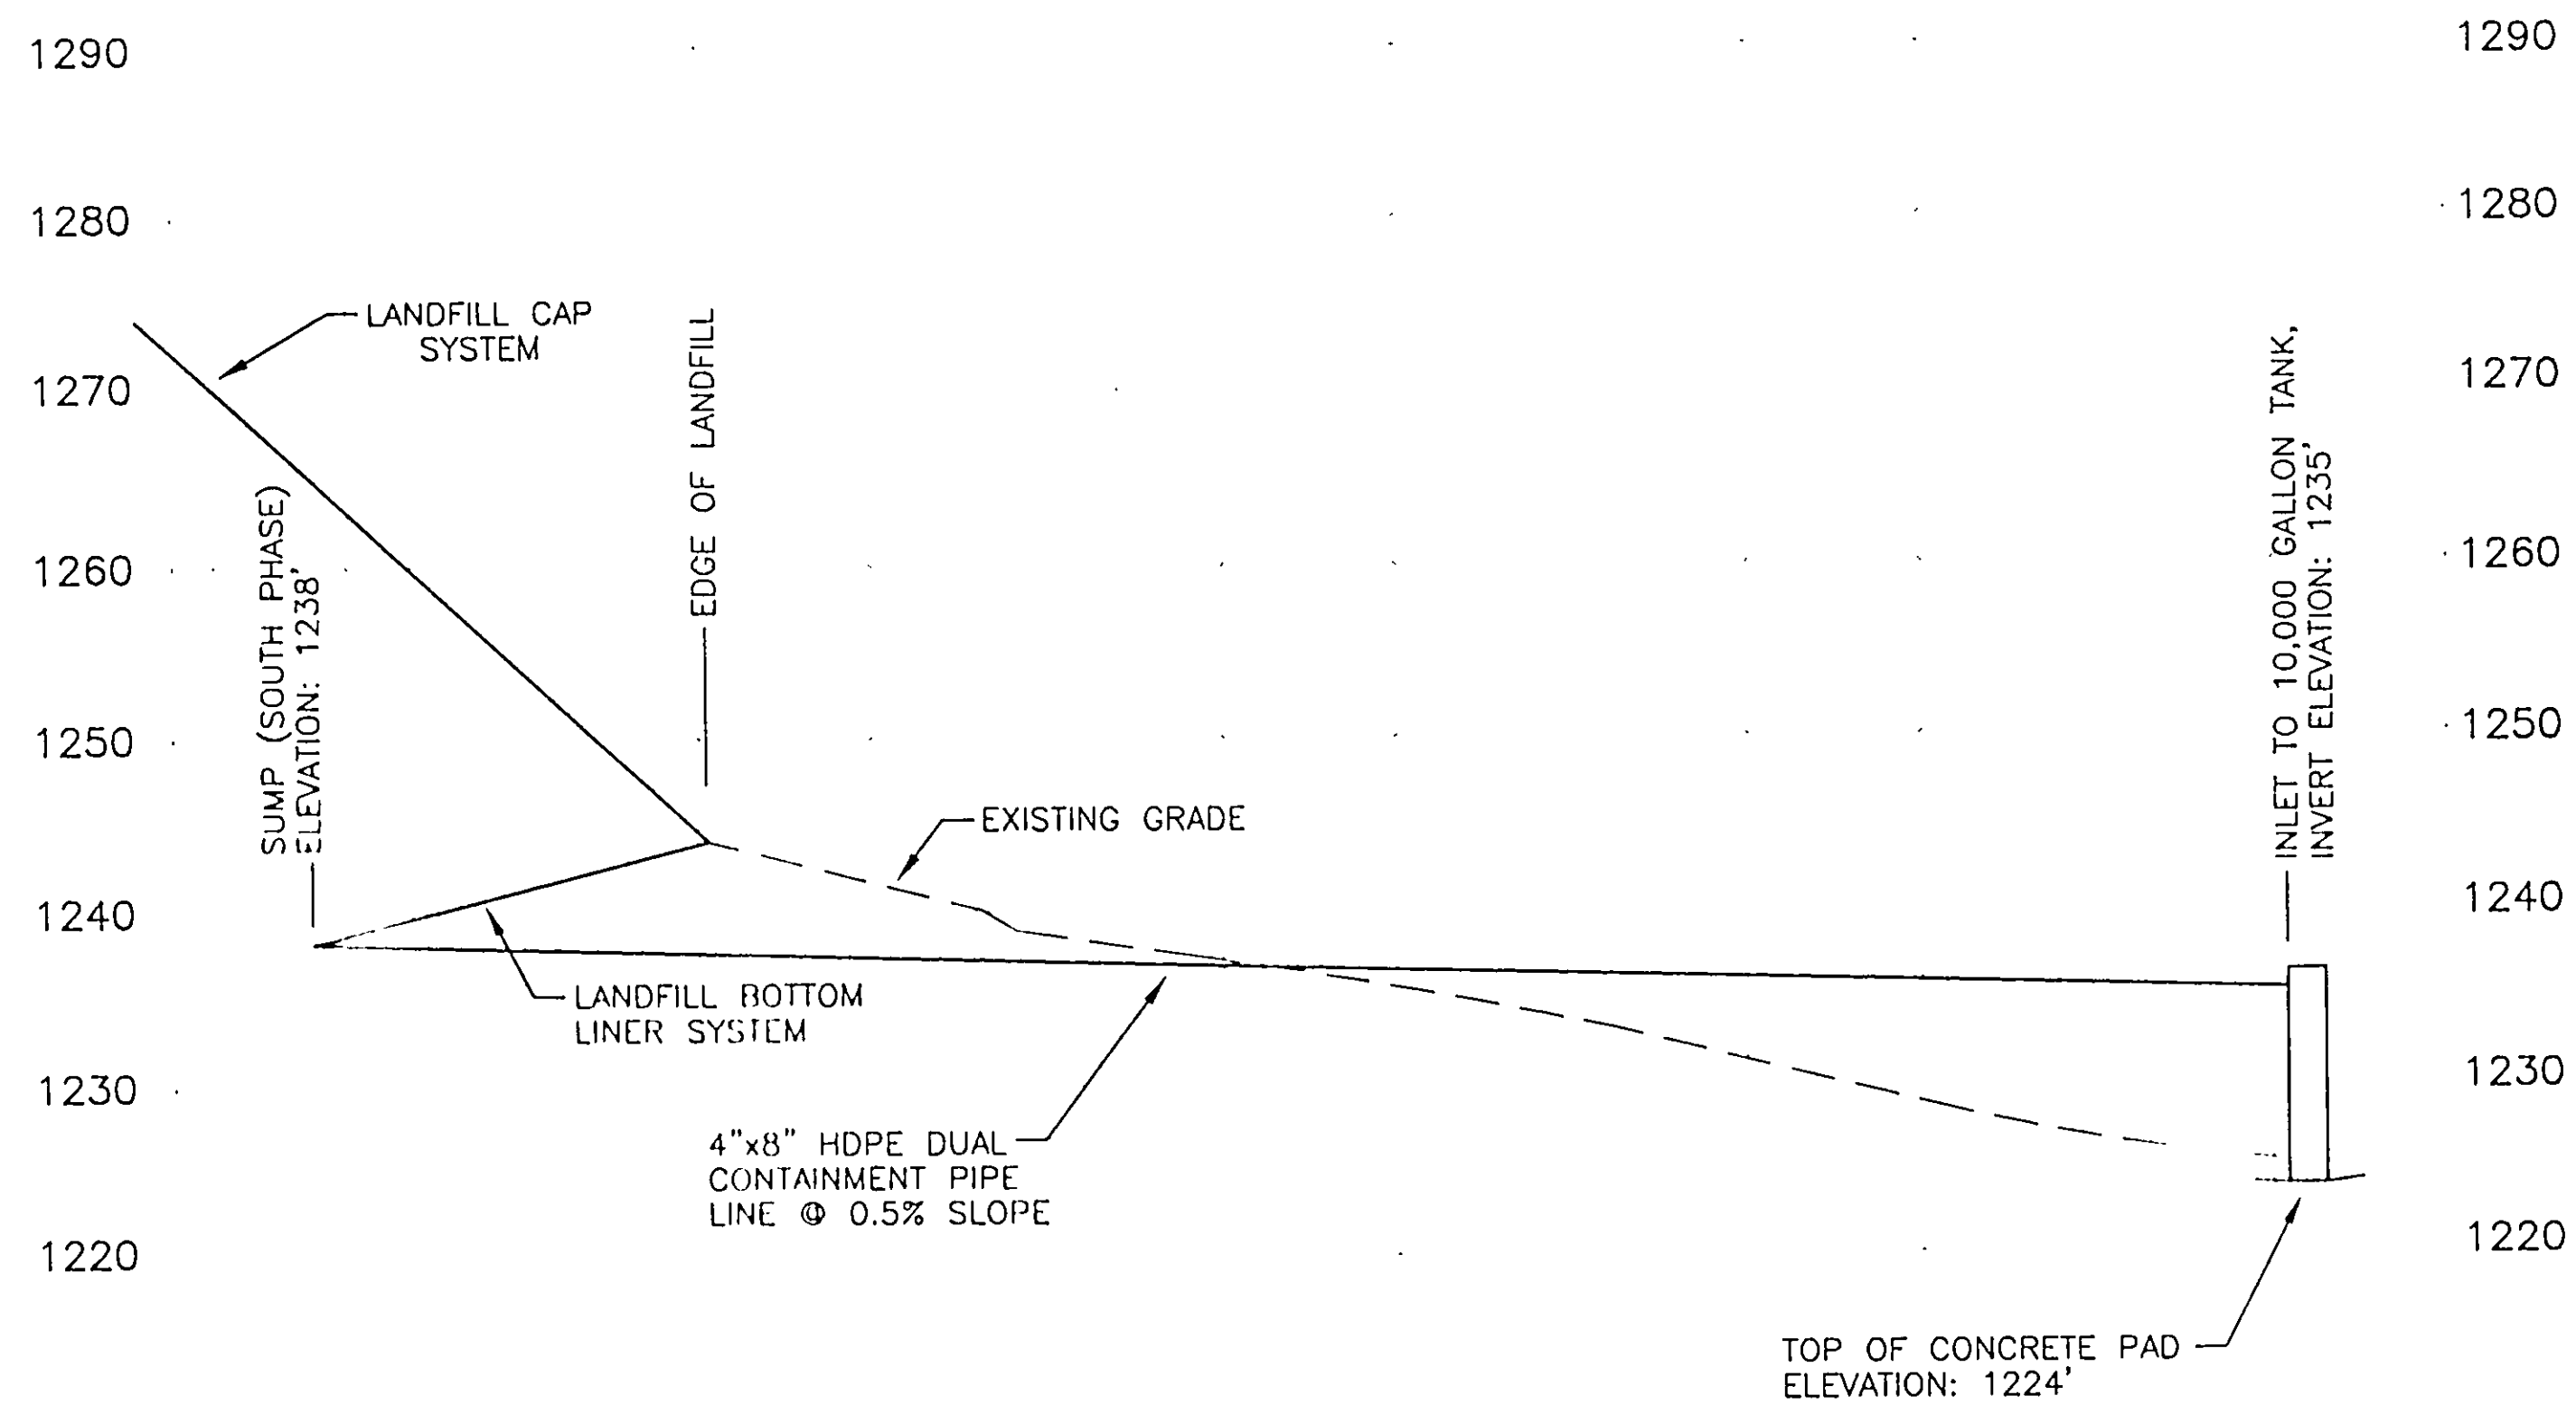 1290
1280
1270
1260
1250
1240
1230
1220
1290
1280
1270
1260
1250
1240
1230
1220
LANDFILL CAP
SYSTEM
SUMP (SOUTH PHASE)
ELEVATION: 1238'
EDGE OF LANDFILL
EXISTING GRADE
LANDFILL BOTTOM
LINER SYSTEM
4"x8" HDPE DUAL
CONTAINMENT PIPE
LINE @ 0.5% SLOPE
INLET TO 10,000 GALLON TANK,
INVERT ELEVATION: 1235'
TOP OF CONCRETE PAD
ELEVATION: 1224'